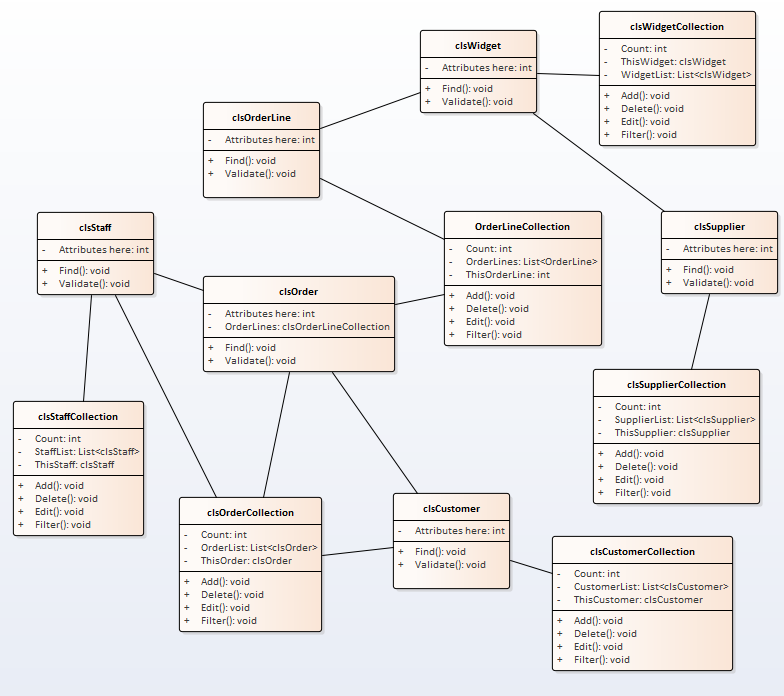 clsWidgetCollection
- Count: int
- ThisWidget: clsWidget
- WidgetList: List<clsWidget>
+ Add(): void
+ Delete(): void
+ Edit(): void
+ Filter(): void
clsWidget
- Attributes here: int
+ Find(): void
+ Validate(): void
clsOrderLine
- Attributes here: int
+ Find(): void
+ Validate(): void
clsStaff
- Attributes here: int
+ Find(): void
+ Validate(): void
OrderLineCollection
- Count: int
- OrderLines: List<OrderLine>
- ThisOrderLine: int
+ Add(): void
+ Delete(): void
+ Edit(): void
+ Filter(): void
clsSupplier
- Attributes here: int
+ Find(): void
+ Validate(): void
clsOrder
- Attributes here: int
- OrderLines: clsOrderLineCollection
+ Find(): void
+ Validate(): void
clsSupplierCollection
- Count: int
- SupplierList: List<clsSupplier>
- ThisSupplier: clsSupplier
+ Add(): void
+ Delete(): void
+ Edit(): void
+ Filter(): void
clsStaffCollection
- Count: int
- StaffList: List<clsStaff>
- ThisStaff: clsStaff
+ Add(): void
+ Delete(): void
+ Edit(): void
+ Filter(): void
clsOrderCollection
- Count: int
- OrderList: List<clsOrder>
- ThisOrder: clsOrder
+ Add(): void
+ Delete(): void
+ Edit(): void
+ Filter(): void
clsCustomer
- Attributes here: int
+ Find(): void
+ Validate(): void
clsCustomerCollection
- Count: int
- CustomerList: List<clsCustomer>
- ThisCustomer: clsCustomer
+ Add(): void
+ Delete(): void
+ Edit(): void
+ Filter(): void